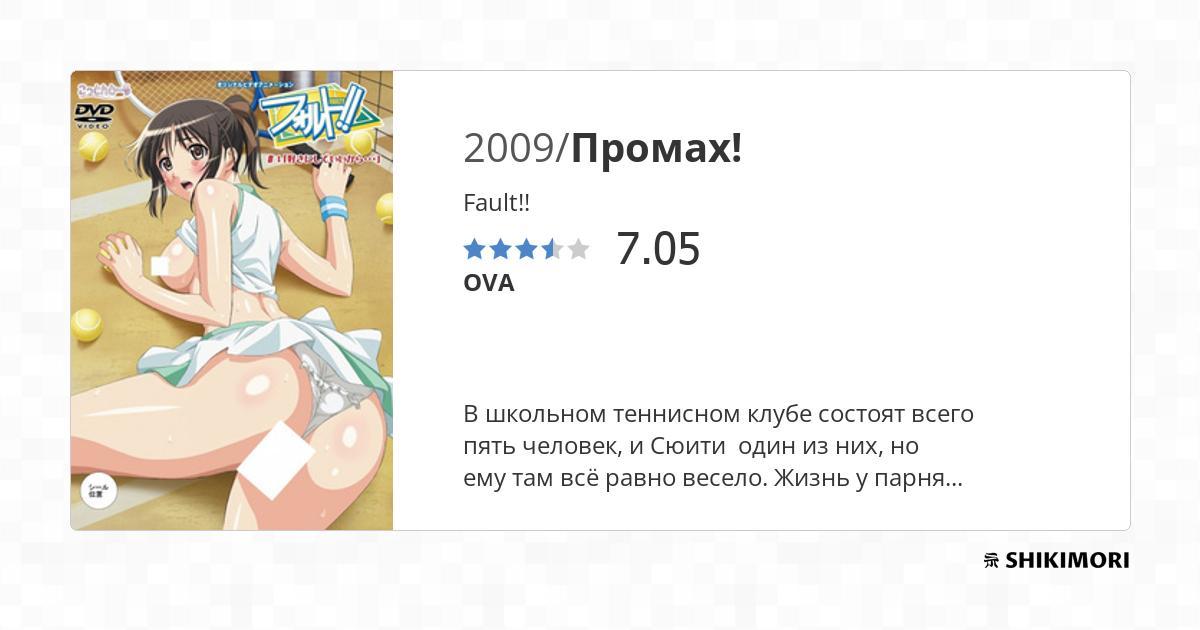 DVD
VIDEO
オリジナルビデオアニメーション
フォルト!!
シール
位置
2009/Промах!
Fault!!
7.05
OVA
В школьном теннисном клубе состоят всего
пять человек, и Сюити один из них, но
ему там всё равно весело. Жизнь у парня...
SHIKIMORI